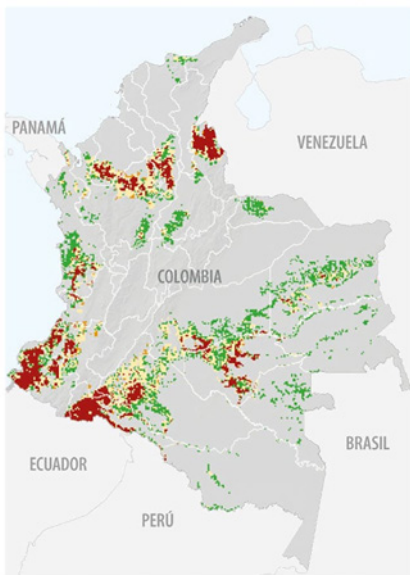 PANAMÁ
VENEZUELA
COLOMBIA
BRASIL
ECUADOR
PERÚ